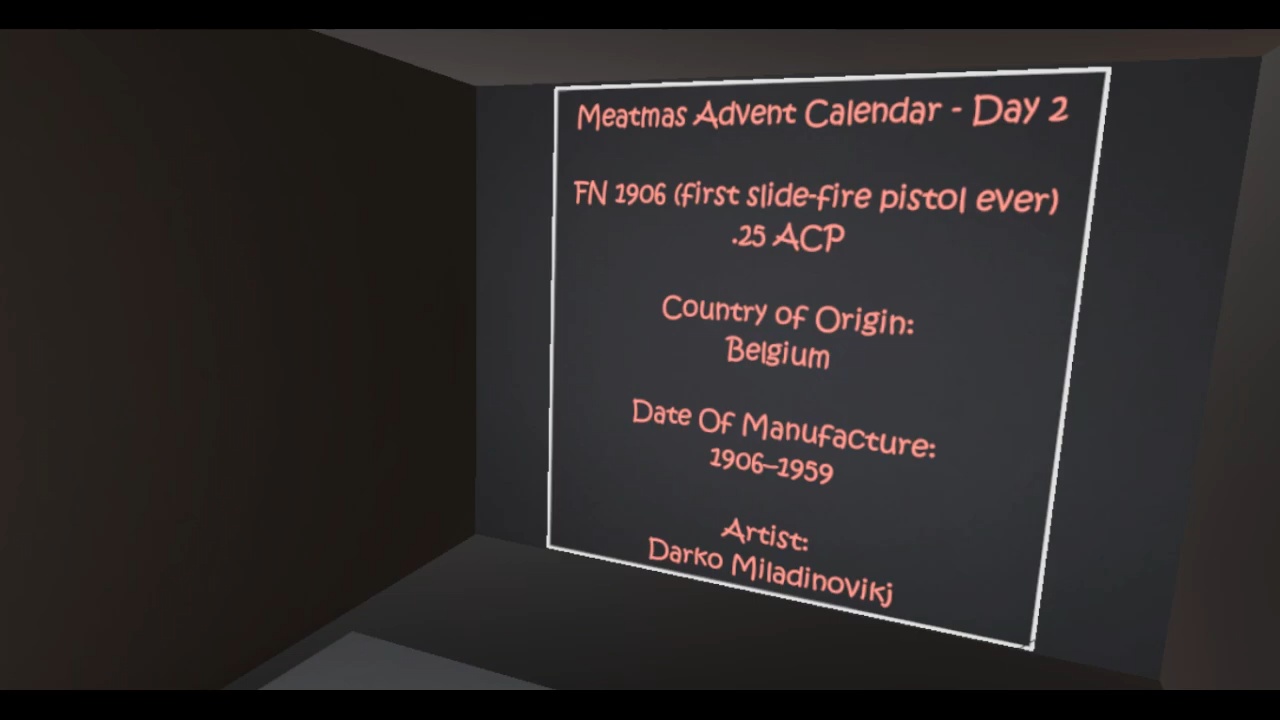 Meatmas Advent Calendar - Day 2
FN 1906 (first slide-fire pistol ever)
.25 ACP
Country of Origin:
Belgium
Date Of Manufacture:
1906–1959
Artist:
Darko Miladinovikj